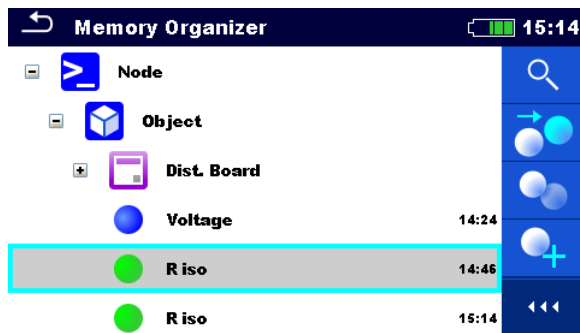 Memory Organizer 15:14
Node
Object
Dist. Board
Voltage 14:24
R iso 14:46
R iso 15:14